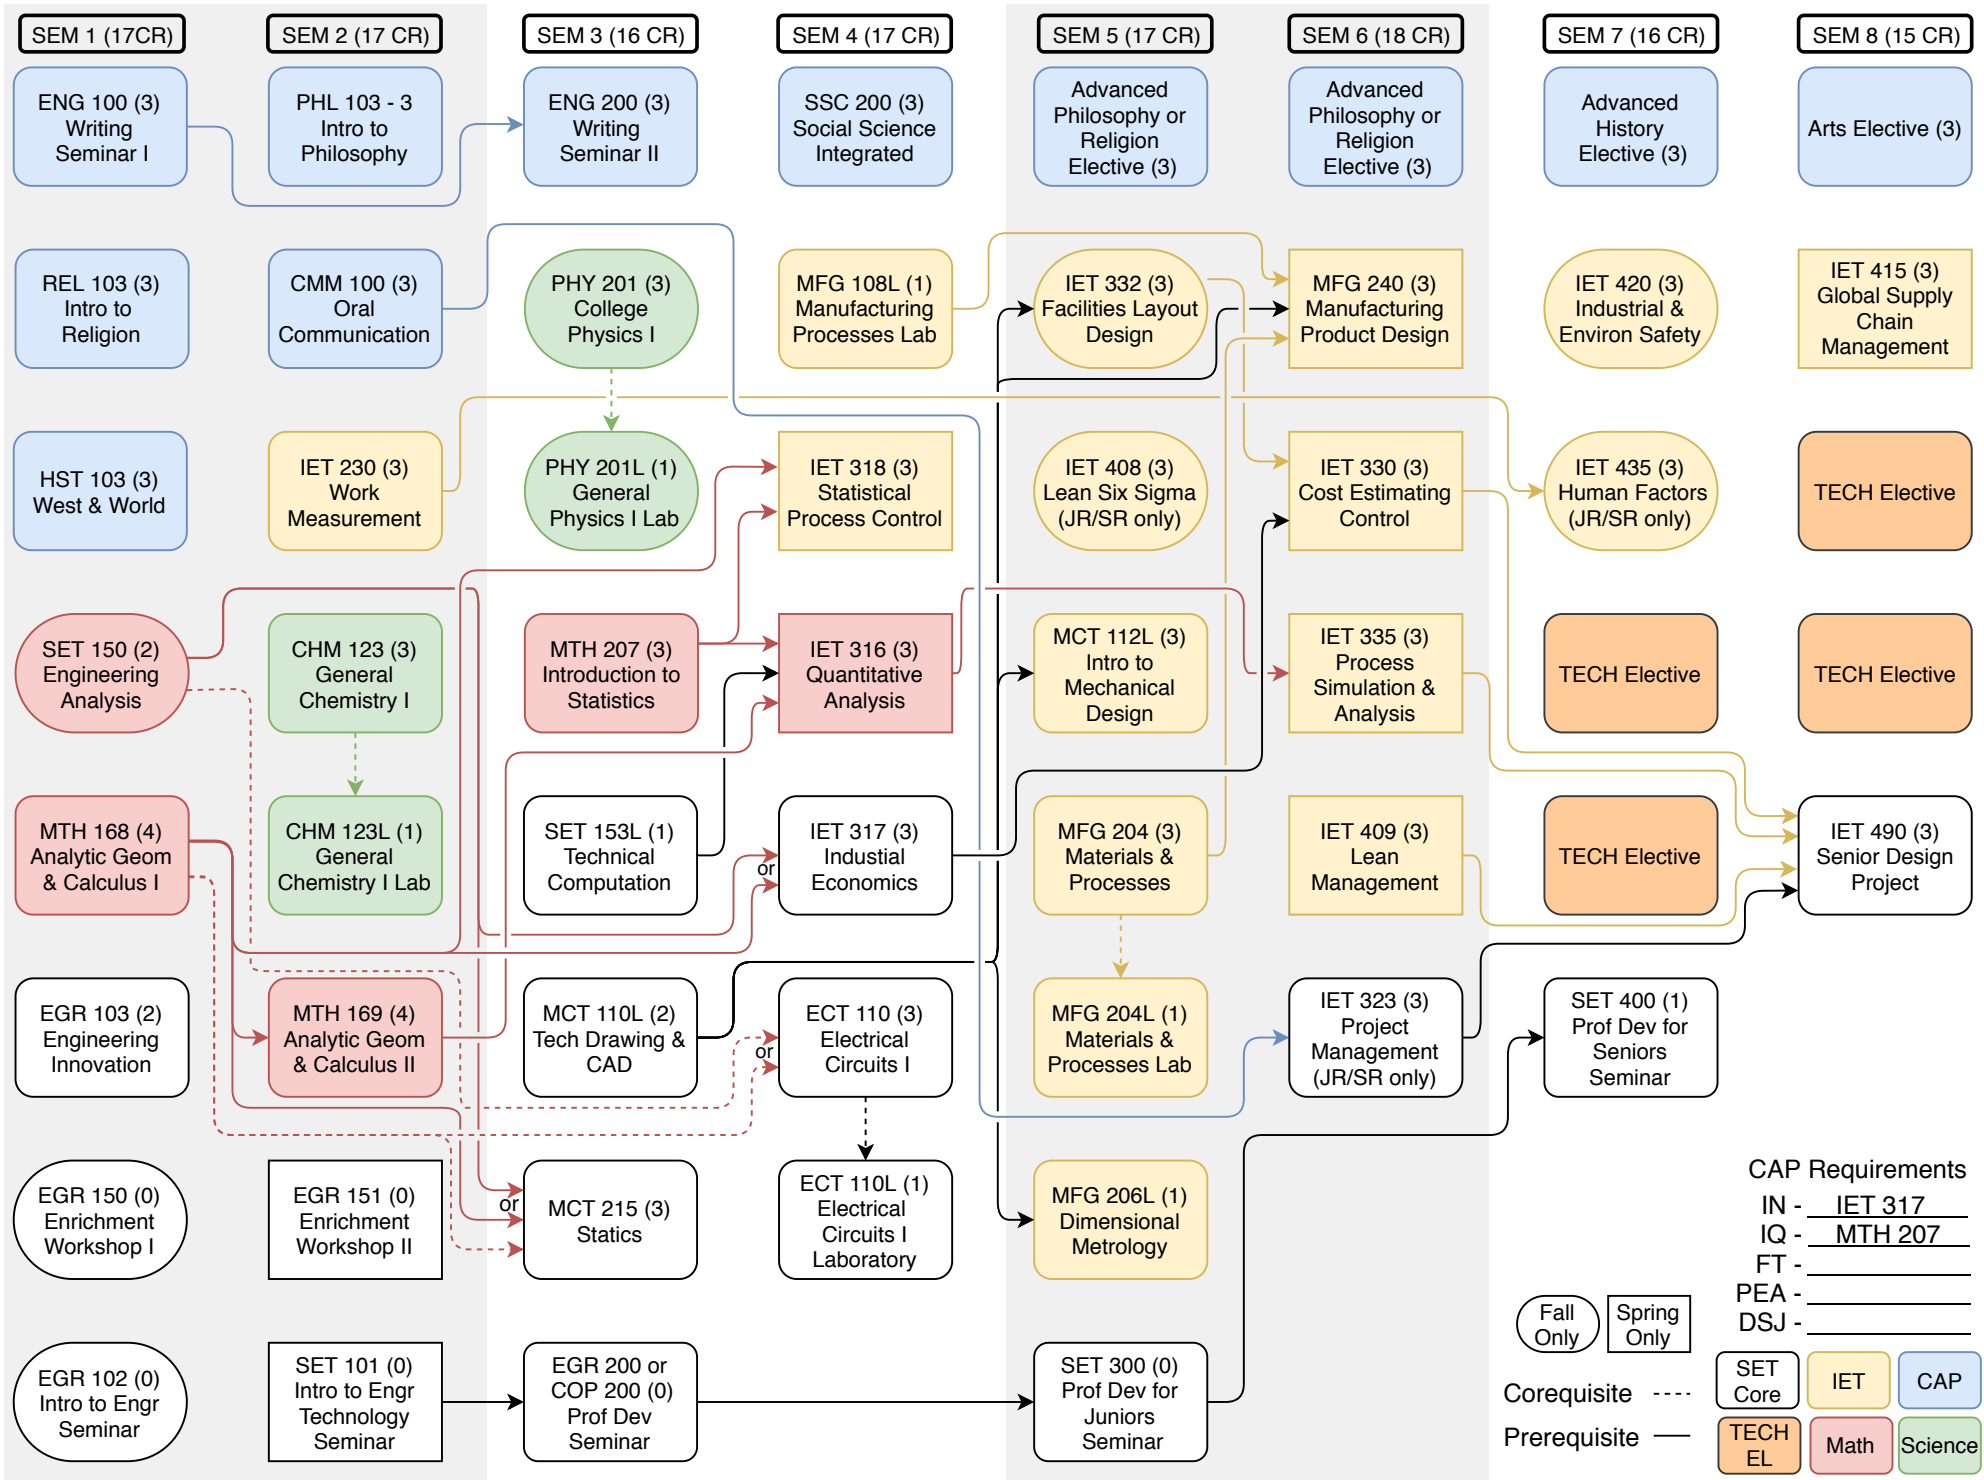 SEM 1 (17CR)
SEM 2 (17 CR)
SEM 3 (16 CR)
SEM 4 (17 CR)
SEM 5 (17 CR)
SEM 6 (18 CR)
SEM 7 (16 CR)
SEM 8 (15 CR)
ENG 100 (3)
Writing
Seminar I
PHL 103 - 3
Intro to
Philosophy
ENG 200 (3)
Writing
Seminar II
SSC 200 (3)
Social Science
Integrated
Advanced
Philosophy or
Religion
Elective (3)
Advanced
Philosophy or
Religion
Elective (3)
Advanced
History
Elective (3)
Arts Elective (3)
REL 103 (3)
Intro to
Religion
CMM 100 (3)
Oral
Communication
PHY 201 (3)
College
Physics I
MFG 108L (1)
Manufacturing
Processes Lab
IET 332 (3)
Facilities Layout
Design
MFG 240 (3)
Manufacturing
Product Design
IET 420 (3)
Industrial &
Environ Safety
IET 415 (3)
Global Supply
Chain
Management
HST 103 (3)
West & World
IET 230 (3)
Work
Measurement
PHY 201L (1)
General
Physics I Lab
IET 318 (3)
Statistical
Process Control
IET 408 (3)
Lean Six Sigma
(JR/SR only)
IET 330 (3)
Cost Estimating
Control
IET 435 (3)
Human Factors
(JR/SR only)
TECH Elective
SET 150 (2)
Engineering
Analysis
CHM 123 (3)
General
Chemistry I
MTH 207 (3)
Introduction to
Statistics
IET 316 (3)
Quantitative
Analysis
MCT 112L (3)
Intro to
Mechanical
Design
IET 335 (3)
Process
Simulation &
Analysis
TECH Elective
TECH Elective
MTH 168 (4)
Analytic Geom
& Calculus I
CHM 123L (1)
General
Chemistry I Lab
SET 153L (1)
Technical
Computation
or
IET 317 (3)
Industial
Economics
MFG 204 (3)
Materials &
Processes
IET 409 (3)
Lean
Management
TECH Elective
IET 490 (3)
Senior Design
Project
EGR 103 (2)
Engineering
Innovation
MTH 169 (4)
Analytic Geom
& Calculus II
MCT 110L (2)
Tech Drawing &
CAD
or
ECT 110 (3)
Electrical
Circuits I
MFG 204L (1)
Materials &
Processes Lab
IET 323 (3)
Project
Management
(JR/SR only)
SET 400 (1)
Prof Dev for
Seniors
Seminar
EGR 150 (0)
Enrichment
Workshop I
EGR 151 (0)
Enrichment
Workshop II
or
MCT 215 (3)
Statics
ECT 110L (1)
Electrical
Circuits I
Laboratory
MFG 206L (1)
Dimensional
Metrology
CAP Requirements
IN - IET 317
IQ - MTH 207
FT -
PEA -
DSJ -
EGR 102 (0)
Intro to Engr
Seminar
SET 101 (0)
Intro to Engr
Technology
Seminar
EGR 200 or
COP 200 (0)
Prof Dev
Seminar
SET 300 (0)
Prof Dev for
Juniors
Seminar
Fall
Only
Spring
Only
Corequisite
Prerequisite
SET
Core
IET
CAP
TECH
EL
Math
Science